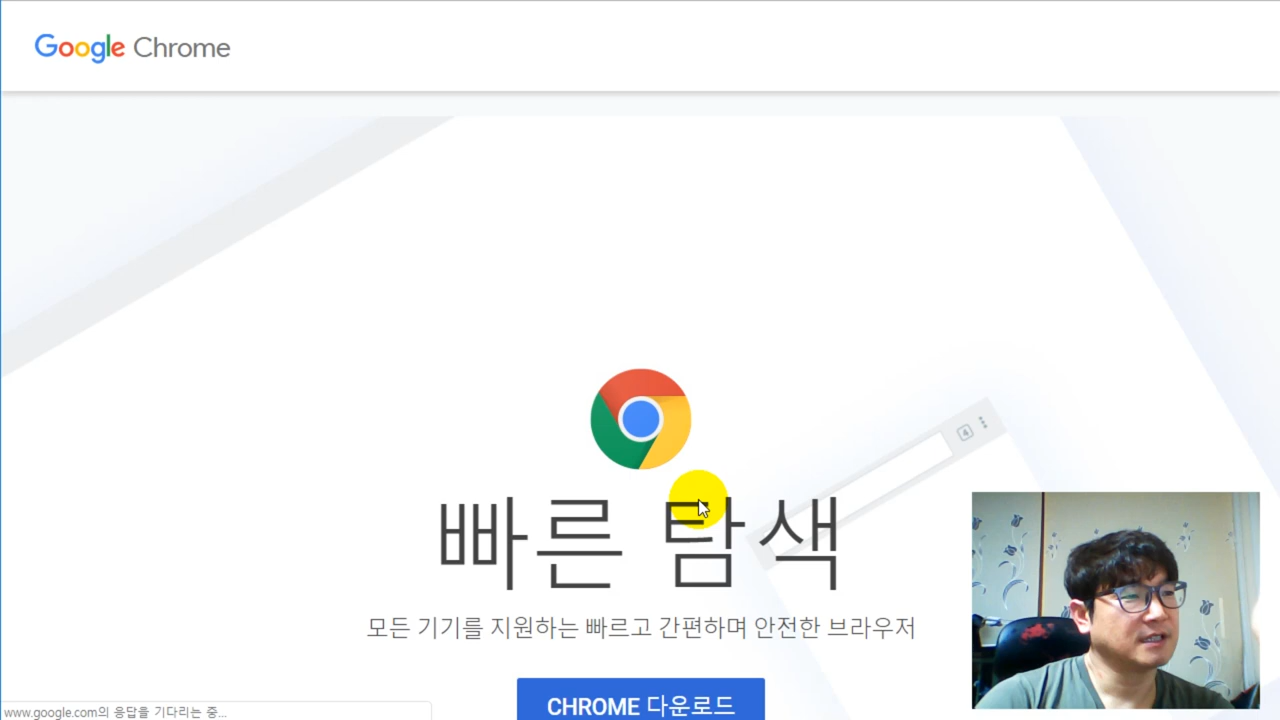 Google Chrome
4
빠른 탐색
모든 기기를 지원하는 빠르고 간편하며 안전한 브라우저
CHROME 다운로드
www.google.com의 응답을 기다리는 중...